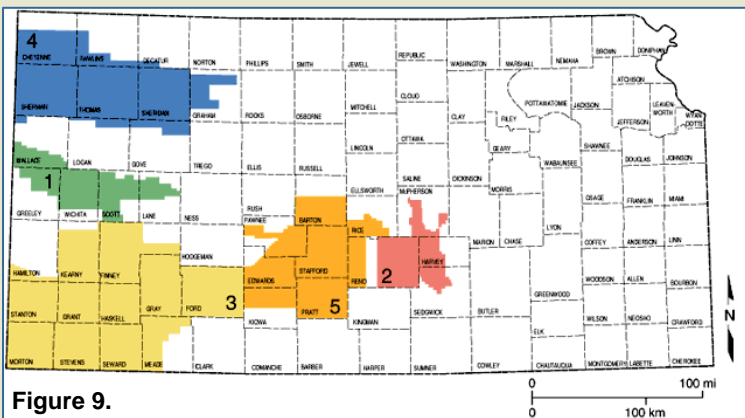 4
CHEYENNE RAWLINS DECATUR NORTON PHILLIPS SMITH JEWELL REPUBLIC WASHINGTON MARSHALL NEMAHA BROWN DONIPHAN
SHERMAN THOMAS SHERIDAN GRAHAM ROOKS OSBORNE MITCHELL CLOUD CLAY RILEY POTTAWATOMIE JACKSON ATCHISON
JEFFERSON LEAVEN-
WORTH WYAN
DOTTE
OTTAWA
LINCOLN GEARY SHAWNEE
WALLACE LOGAN GOVE TREGO ELLIS RUSSELL WABAUNSEE DOUGLAS JOHNSON
1
ELLSWORTH SALINE DICKINSON MORRIS
GREELEY WICHITA SCOTT LANE NESS RUSH BARTON McPHERSON OSAGE FRANKLIN MIAMI
PAWNEE RICE LYON
MARION CHASE COFFEY ANDERSON LINN
HODGEMAN
HAMILTON KEARNY FINNEY STAFFORD HARVEY
EDWARDS RENO 2 WOODSON ALLEN BOURBON
GRAY FORD 3 GREENWOOD
STANTON GRANT HASKELL PRATT 5 SEDGWICK BUTLER
KIOWA KINGMAN WILSON NEOSHO CRAWFORD
ELK
MORTON STEVENS SEWARD MEADE CLARK COMANCHE BARBER HARPER SUMNER COWLEY CHAUTAUQUA MONTGOMERY LABETTE CHEROKEE
N
Figure 9.
0 100 mi
0 100 km